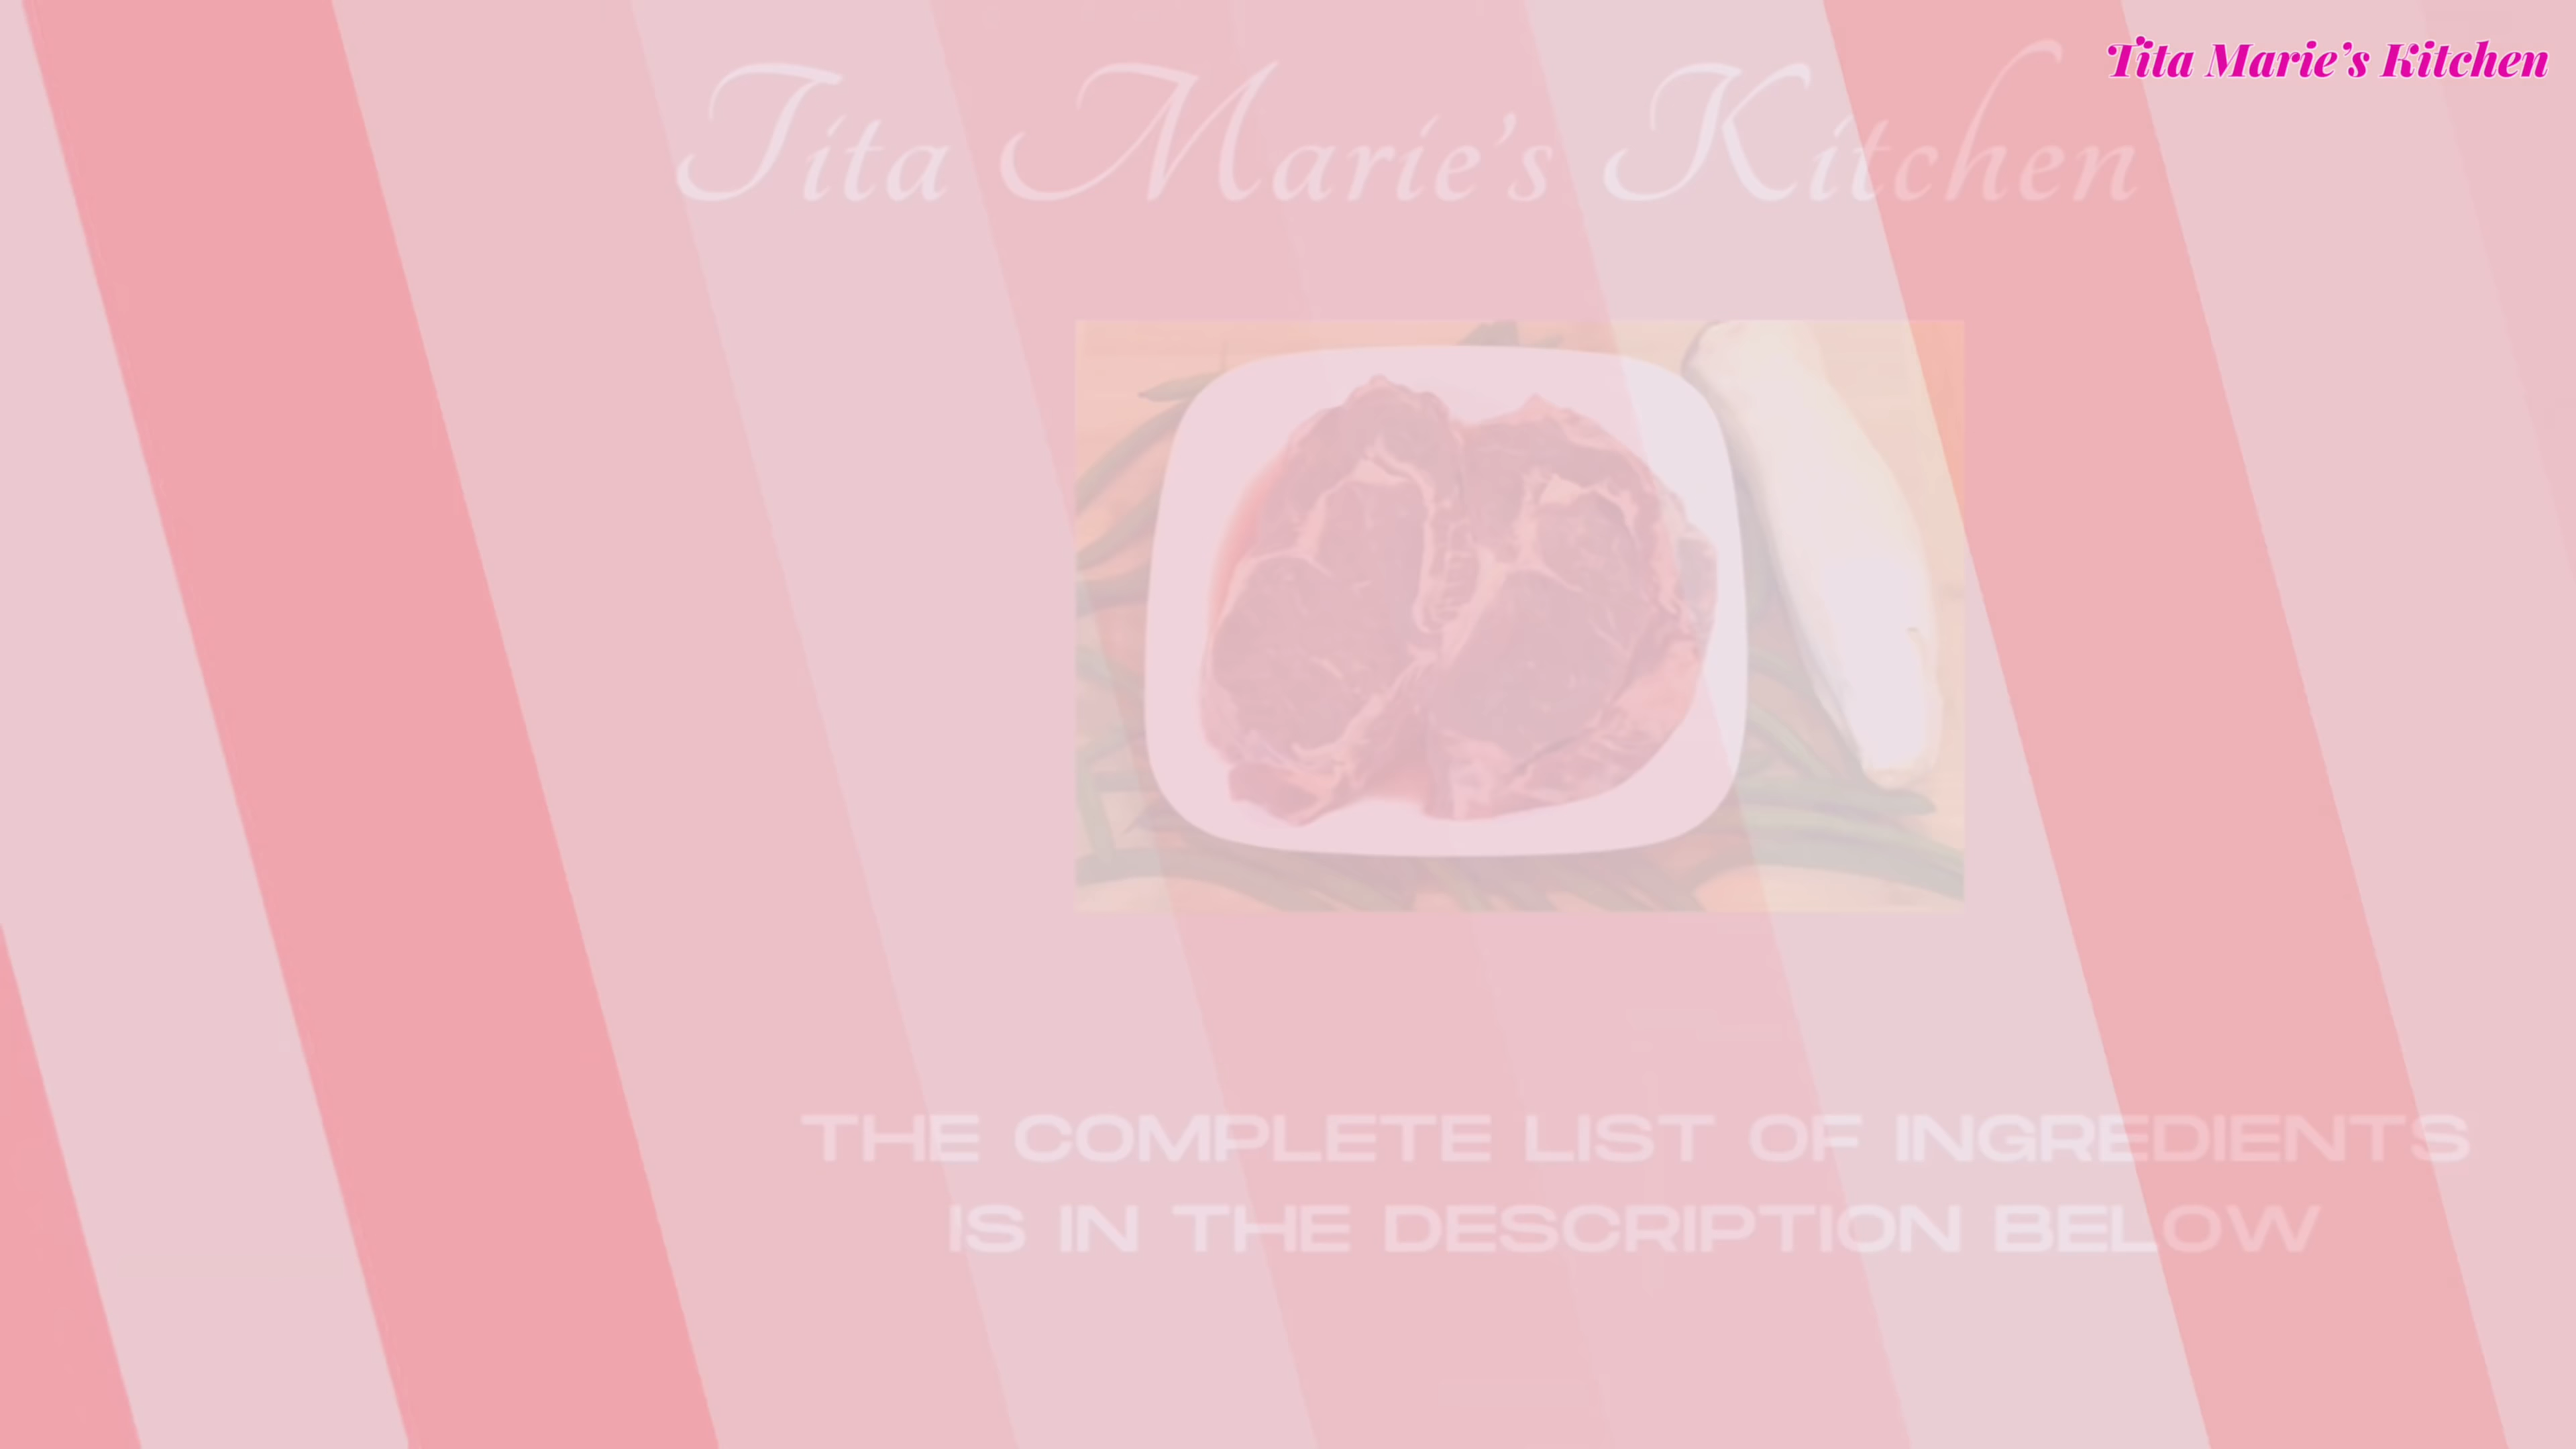 Tita Marie's Kitchen
Tita Marie's Kitchen
THE COMPLETE LIST OF INGREDIENTS
IS IN THE DESCRIPTION BELOW